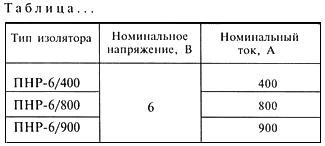 Таблица...
Тип изолятора Номинальное напряжение, В Номинальный ток, А
ПНР-6/400 6 400
ПНР-6/800 800
ПНР-6/900 900